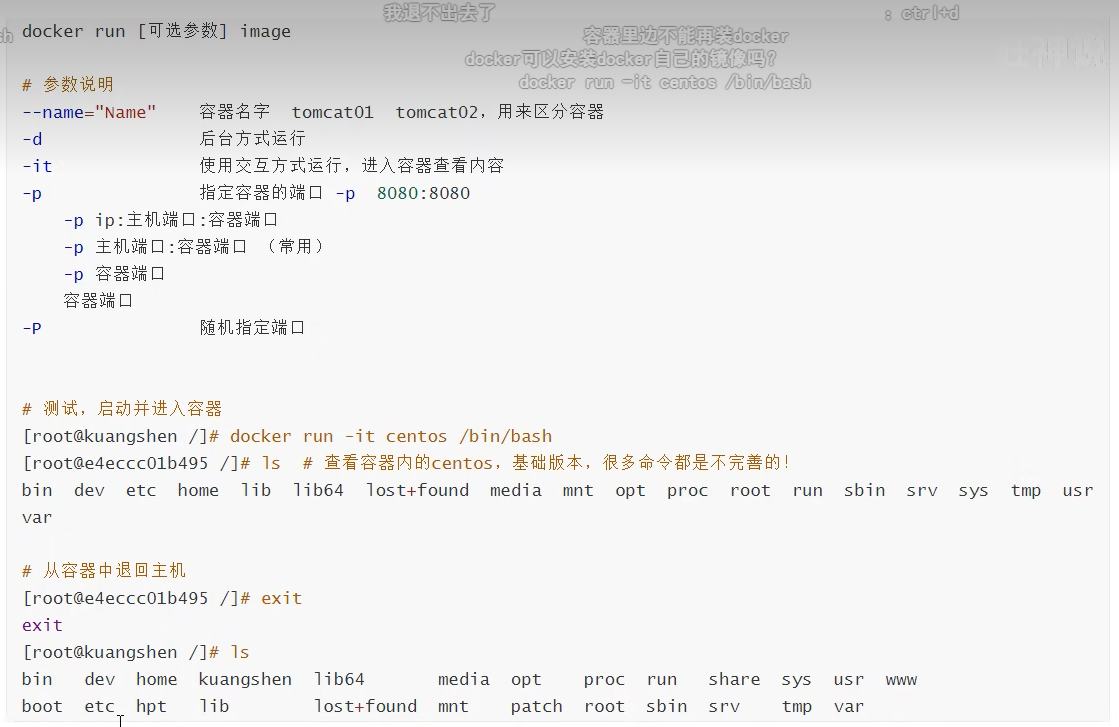 我退不出去了
: ctrl+d
docker run [可选参数] image
容器里边不能再装docker
docker可以安装docker自己的镜像吗?
docker run -it centos /bin/bash
# 参数说明
--name="Name" 容器名字 tomcat01 tomcat02，用来区分容器
-d 后台方式运行
-it 使用交互方式运行，进入容器查看内容
-p 指定容器的端口 -p 8080:8080
-p ip:主机端口:容器端口
-p 主机端口:容器端口 （常用）
-p 容器端口
容器端口
-P 随机指定端口
# 测试，启动并进入容器
[root@kuangshen /]# docker run -it centos /bin/bash
[root@e4eccc01b495 /]# ls # 查看容器内的centos，基础版本，很多命令都是不完善的！
bin dev etc home lib lib64 lost+found media mnt opt proc root run sbin srv sys tmp usr
var
# 从容器中退回主机
[root@e4eccc01b495 /]# exit
exit
[root@kuangshen /]# ls
bin dev home kuangshen lib64 media opt proc run share sys usr www
boot etc hpt lib lost+found mnt patch root sbin srv tmp var